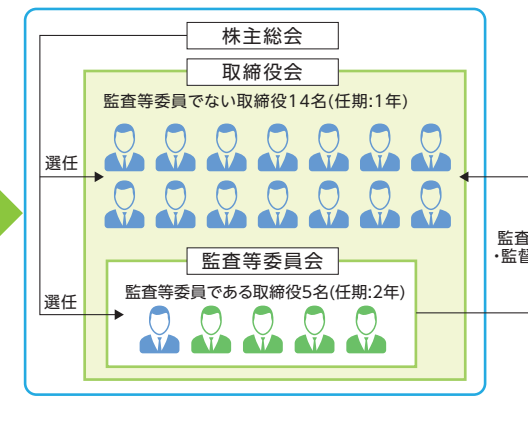 株主総会
取締役会
監査等委員でない取締役14名(任期:1年)
選任
監査
・監督
監査等委員会
監査等委員である取締役5名(任期:2年)
選任